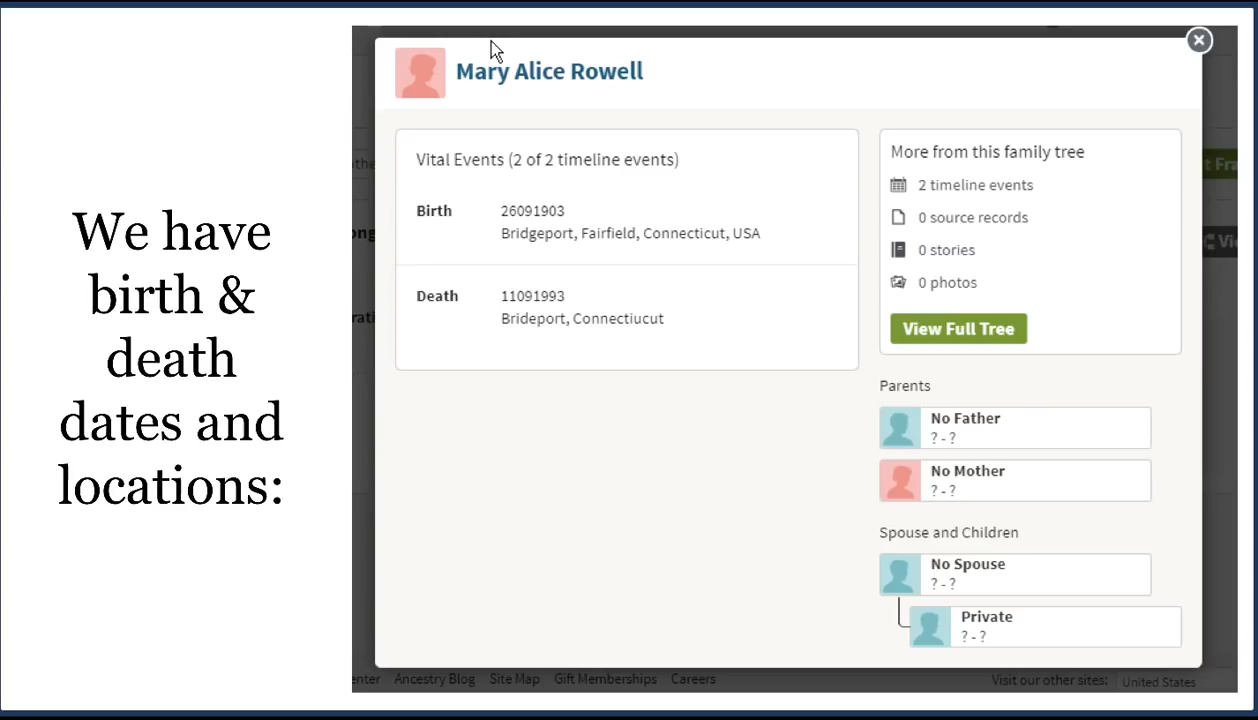 We have
birth &
death
dates and
locations:
Mary Alice Rowell
Vital Events (2 of 2 timeline events)
Birth
26091903
Bridgeport, Fairfield, Connecticut, USA
Death
11091993
Brideport, Connectiucut
More from this family tree
2 timeline events
0 source records
0 stories
0 photos
View Full Tree
Parents
No Father
? - ?
No Mother
? - ?
Spouse and Children
No Spouse
? - ?
Private
? - ?
Ancestry Blog Site Map Gift Memberships Careers
Visit our other sites: United States